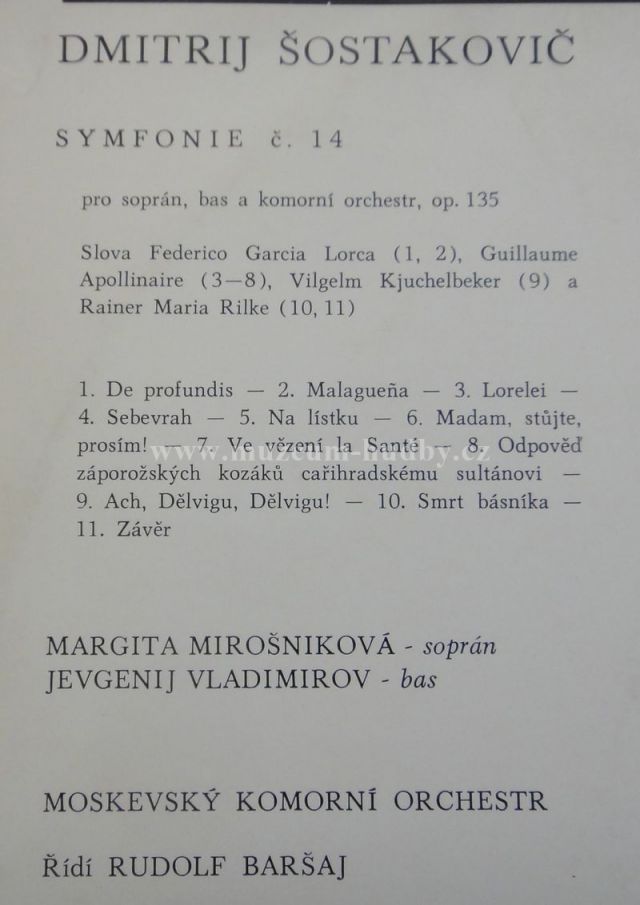 DMITRIJ ŠOSTAKOVIČ
SYMFONIE č. 14
pro soprán, bas a komorní orchestr, op. 135
Slova Federico Garcia Lorca (1, 2), Guillaume
Apollinaire (3—8), Vilgelm Kjuchelbeker (9) a
Rainer Maria Rilke (10, 11)
1. De profundis — 2. Malagueña — 3. Lorelei —
4. Sebevrah — 5. Na lístku — 6. Madam, stůjte,
prosím! — 7. Ve vězení la Santé — 8. Odpověď
www.muzeum-hudby.cz
záporožských kozáků cařihradskému sultánovi —
9. Ach, Dělvigu, Dělvigu! — 10. Smrt básníka —
11. Závěr
MARGITA MIROŠNIKOVÁ - soprán
JEVGENIJ VLADIMIROV - bas
MOSKEVSKÝ KOMORNÍ ORCHESTR
Řídí RUDOLF BARŠAJ